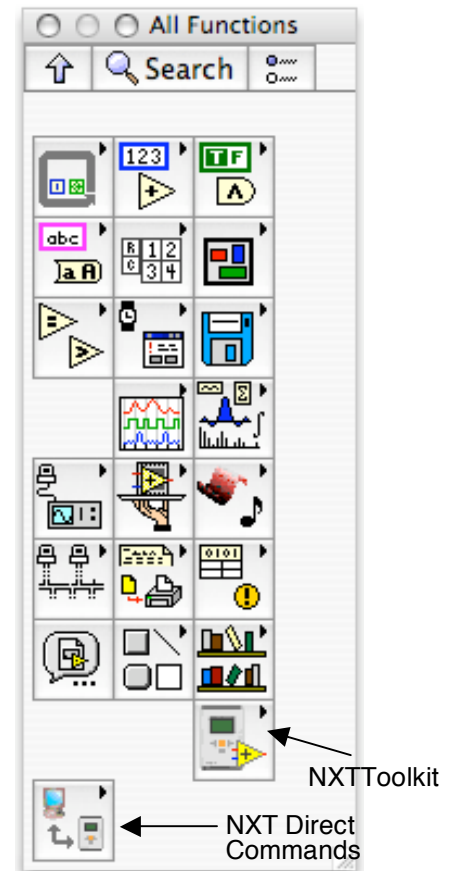 All Functions
Search
123
TF
abc
a A
R 1 2
C 3 4
Σ
0101
...
NXTToolkit
NXT Direct
Commands